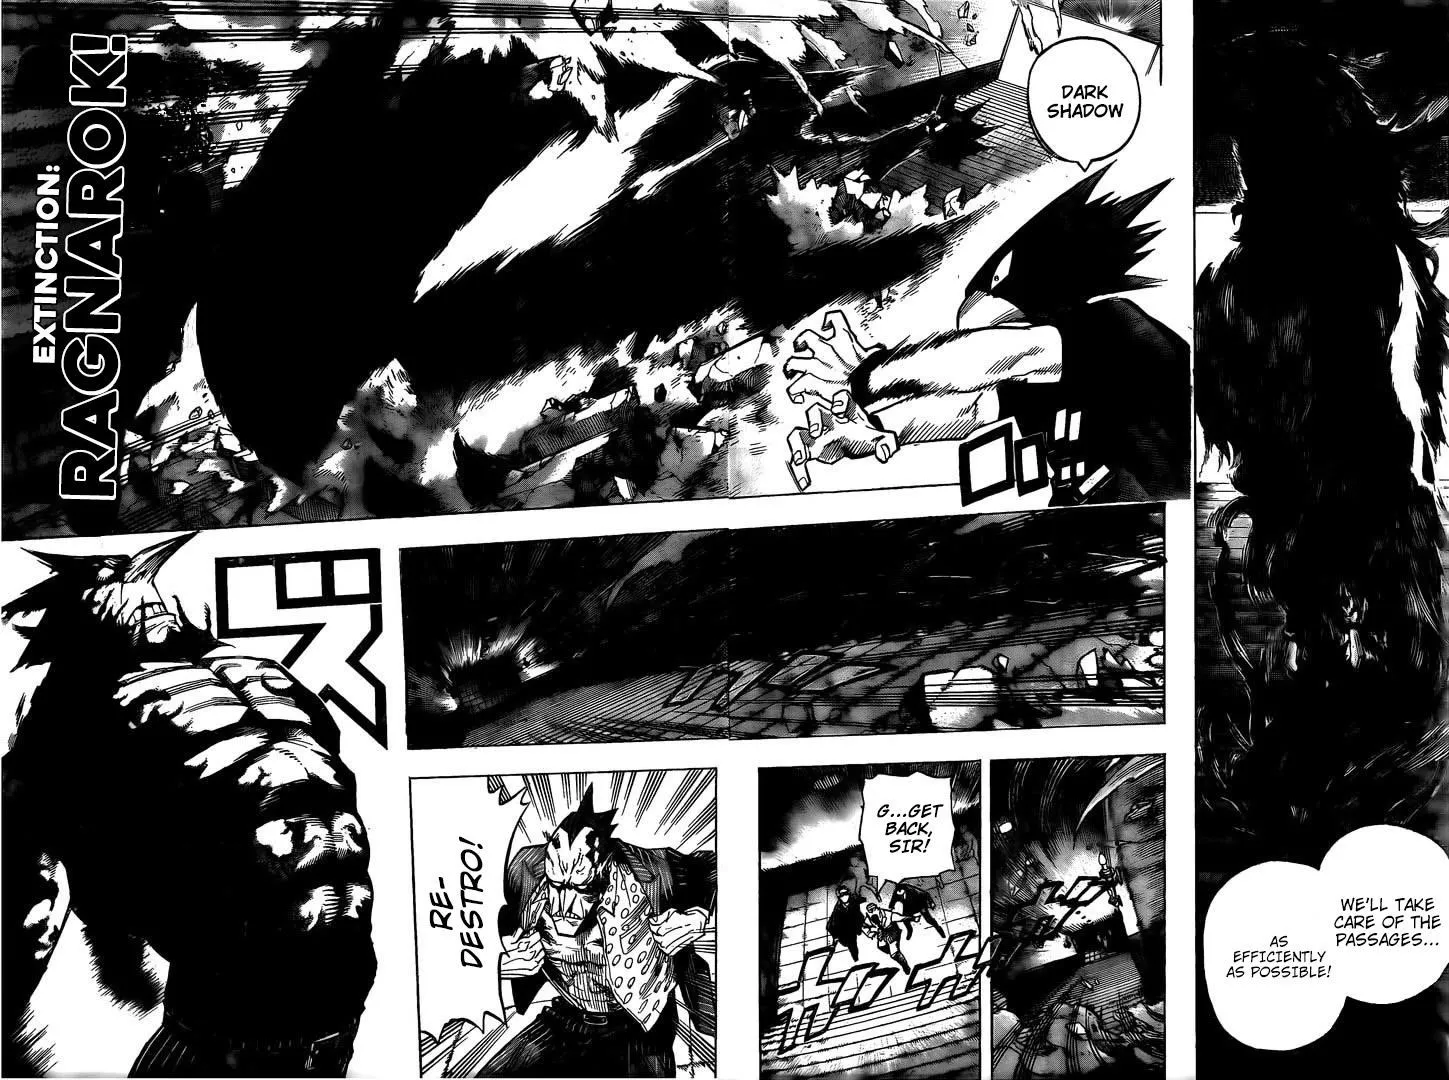 WE'LL TAKE
CARE OF THE
PASSAGES...
AS
EFFICIENTLY
AS POSSIBLE!
DARK
SHADOW
EXTINCTION:
RAGNAROK!
G...GET
BACK,
SIR!
RE-
DESTRO!